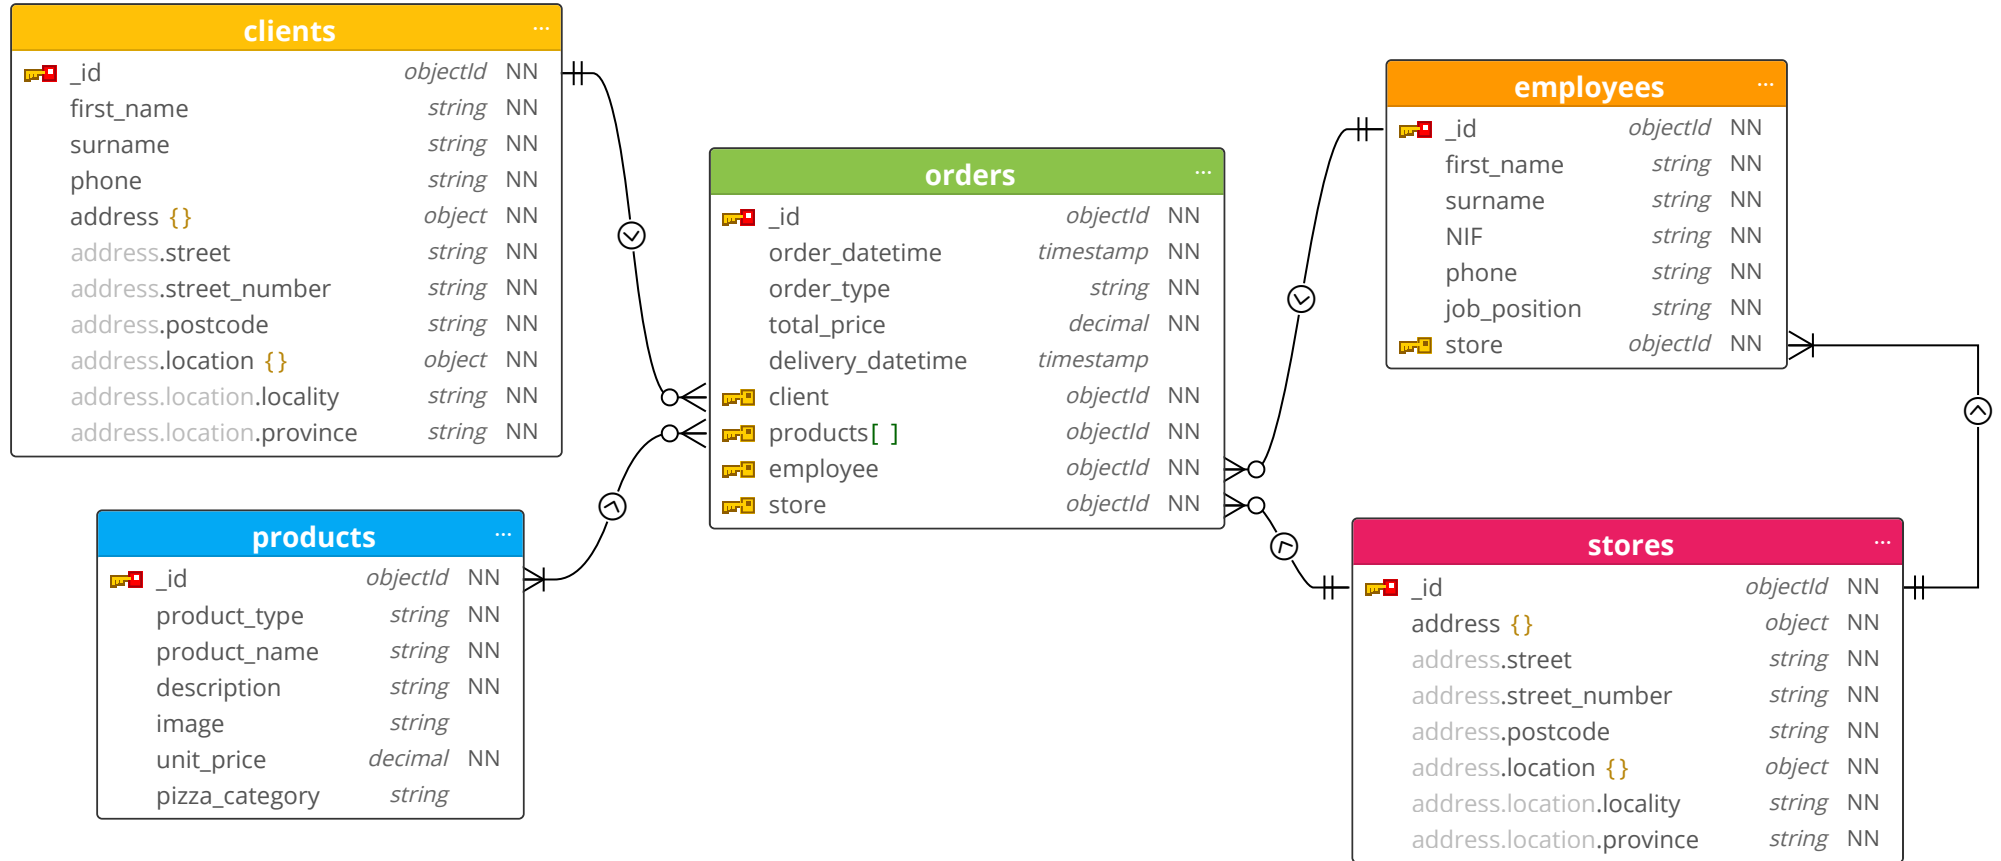 clients ...
_id objectId NN
first_name string NN
surname string NN
phone string NN
address {} object NN
address.street string NN
address.street_number string NN
address.postcode string NN
address.location {} object NN
address.location.locality string NN
address.location.province string NN
products ...
_id objectId NN
product_type string NN
product_name string NN
description string NN
image string
unit_price decimal NN
pizza_category string
orders ...
_id objectId NN
order_datetime timestamp NN
order_type string NN
total_price decimal NN
delivery_datetime timestamp
client objectId NN
products[ ] objectId NN
employee objectId NN
store objectId NN
employees ...
_id objectId NN
first_name string NN
surname string NN
NIF string NN
phone string NN
job_position string NN
store objectId NN
stores ...
_id objectId NN
address {} object NN
address.street string NN
address.street_number string NN
address.postcode string NN
address.location {} object NN
address.location.locality string NN
address.location.province string NN